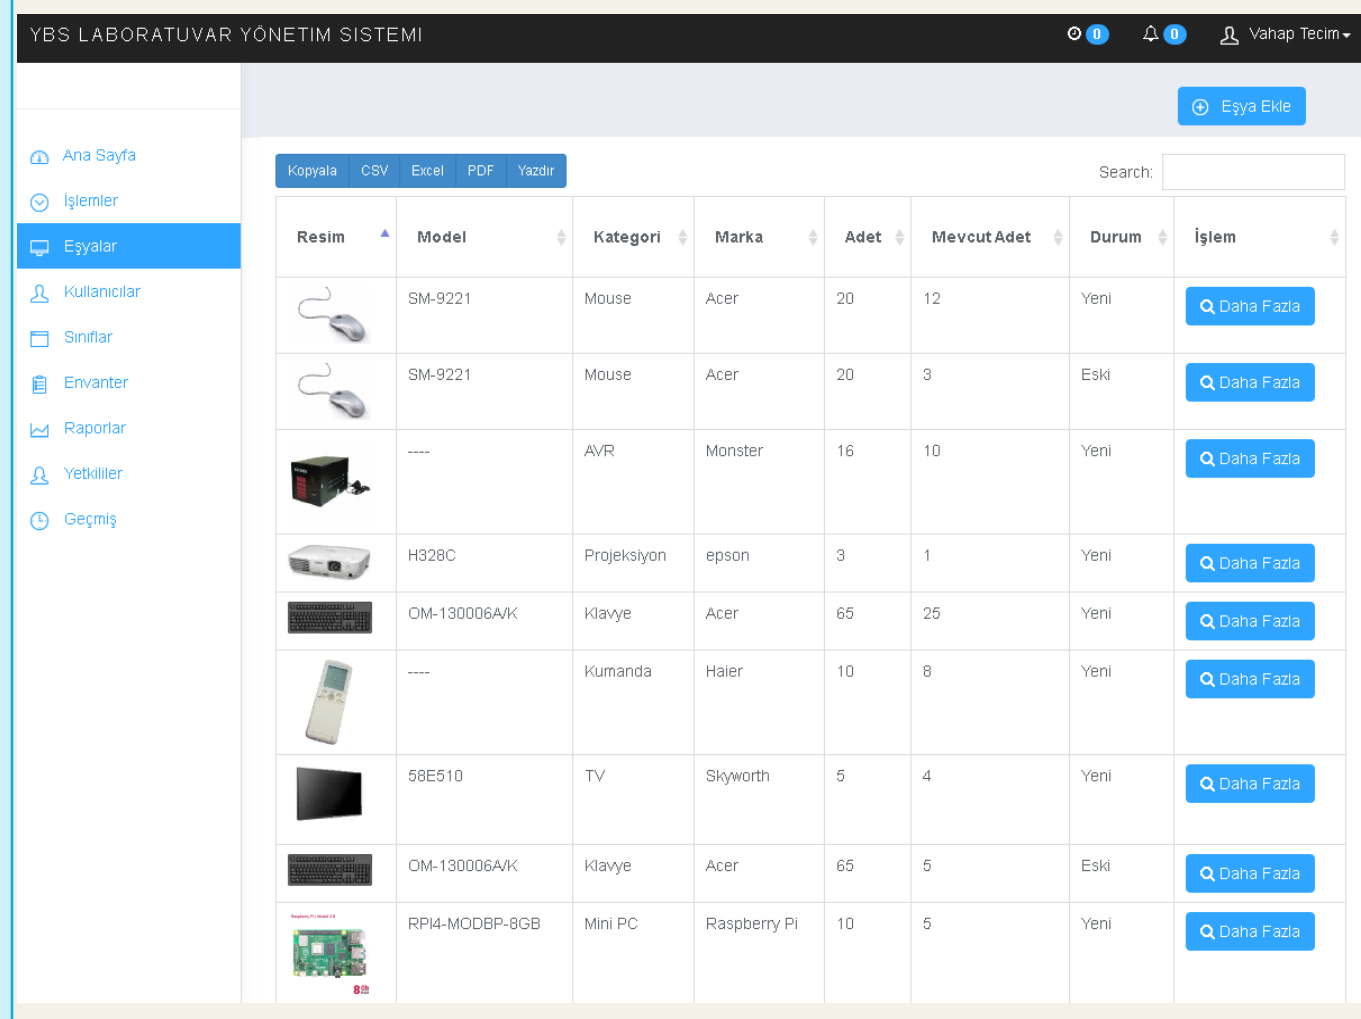 YBS LABORATUVAR YÖNETIM SISTEMI 0 0 Vahap Tecim
Eşya Ekle
Ana Sayfa
İşlemler
Eşyalar
Kullanıcılar
Sınıflar
Envanter
Raporlar
Yetkililer
Geçmiş
Kopyala CSV Excel PDF Yazdır Search:
Resim Model Kategori Marka Adet Mevcut Adet Durum İşlem
SM-9221 Mouse Acer 20 12 Yeni Daha Fazla
SM-9221 Mouse Acer 20 3 Eski Daha Fazla
---- AVR Monster 16 10 Yeni Daha Fazla
H328C Projeksiyon epson 3 1 Yeni Daha Fazla
OM-130006A/K Klavye Acer 65 25 Yeni Daha Fazla
---- Kumanda Haier 10 8 Yeni Daha Fazla
58E510 TV Skyworth 5 4 Yeni Daha Fazla
OM-130006A/K Klavye Acer 65 5 Eski Daha Fazla
RPI4-MODBP-8GB Mini PC Raspberry Pi 10 5 Yeni Daha Fazla
8